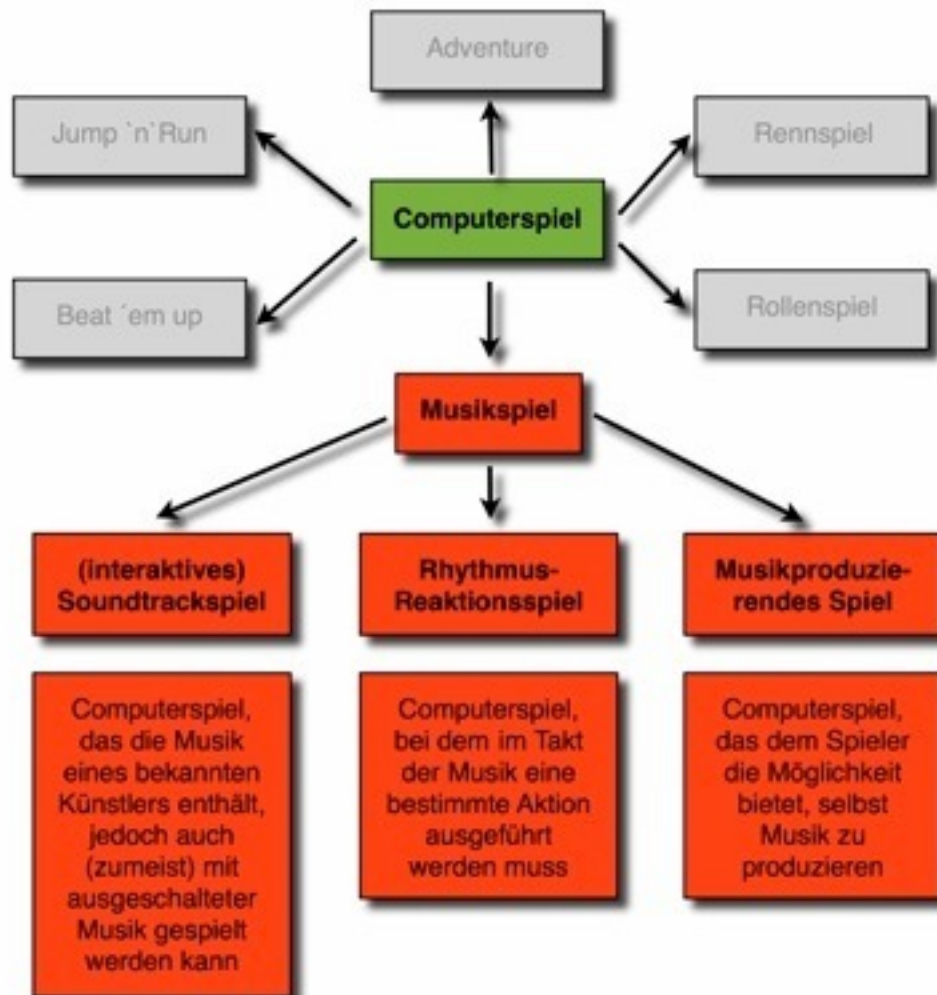 Adventure
Jump `n`Run
Rennspiel
Computerspiel
Beat ´em up
Rollenspiel
Musikspiel
(interaktives)
Soundtrackspiel
Rhythmus-
Reaktionsspiel
Musikproduzie-
rendes Spiel
Computerspiel,
das die Musik
eines bekannten
Künstlers enthält,
jedoch auch
(zumeist) mit
ausgeschalteter
Musik gespielt
werden kann
Computerspiel,
bei dem im Takt
der Musik eine
bestimmte Aktion
ausgeführt
werden muss
Computerspiel,
das dem Spieler
die Möglichkeit
bietet, selbst
Musik zu
produzieren